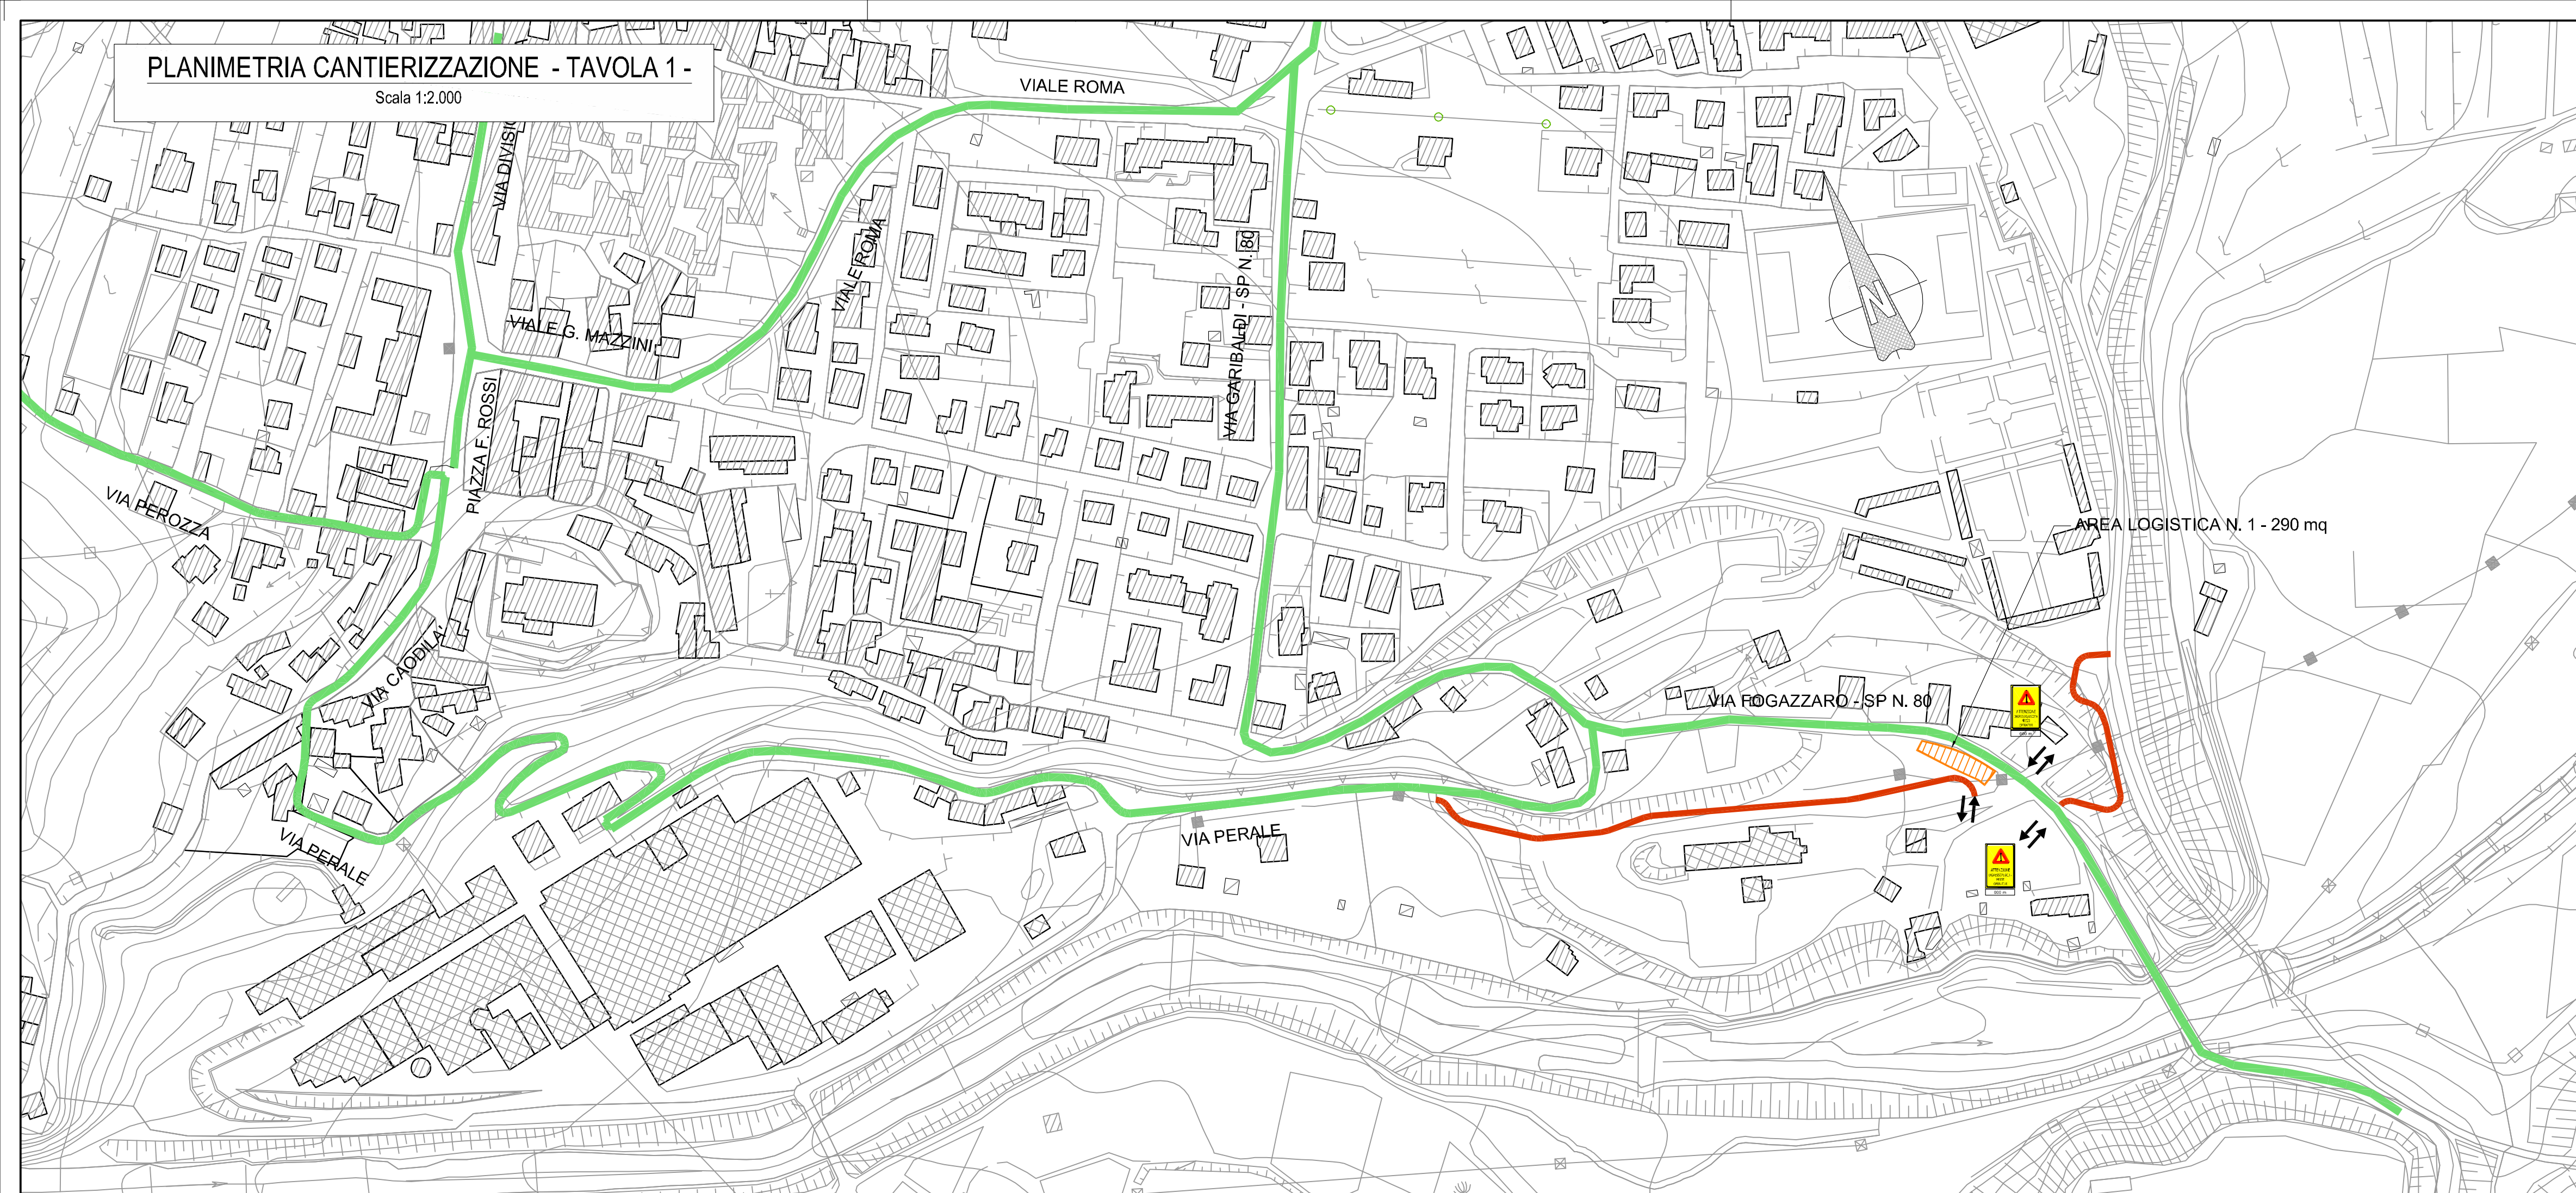 PLANIMETRIA CANTIERIZZAZIONE - TAVOLA 1 -
Scala 1:2.000
VIALE ROMA
VIA DIVISIO
VIALE ROMA
VIALE G. MAZZINI
VIA GARIBALDI - SP N. 80
PIAZZA F. ROSSI
VIA PEROZZA
AREA LOGISTICA N. 1 - 290 mq
VIA CAODILA'
VIA FOGAZZARO - SP N. 80
VIA PERALE
VIA PERALE
N
ATTENZIONE
ATTENZIONE